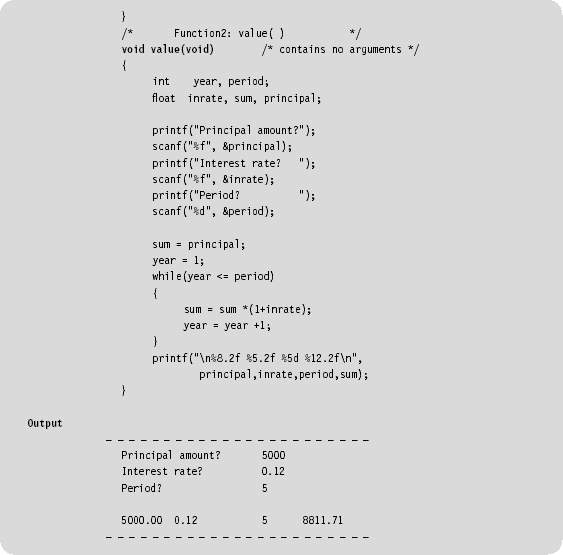 }
/* Function2: value( ) */
void value(void) /* contains no arguments */
{
int year, period;
float inrate, sum, principal;
printf("Principal amount?");
scanf("%f", &principal);
printf("Interest rate? ");
scanf("%f", &inrate);
printf("Period? ");
scanf("%d", &period);
sum = principal;
year = 1;
while(year <= period)
{
sum = sum *(1+inrate);
year = year +1;
}
printf("\n%8.2f %5.2f %5d %12.2f\n",
principal,inrate,period,sum);
}
Output
– – – – – – – – – – – – – – – – – – – – – – –
Principal amount? 5000
Interest rate? 0.12
Period? 5
5000.00 0.12 5 8811.71
– – – – – – – – – – – – – – – – – – – – – – –